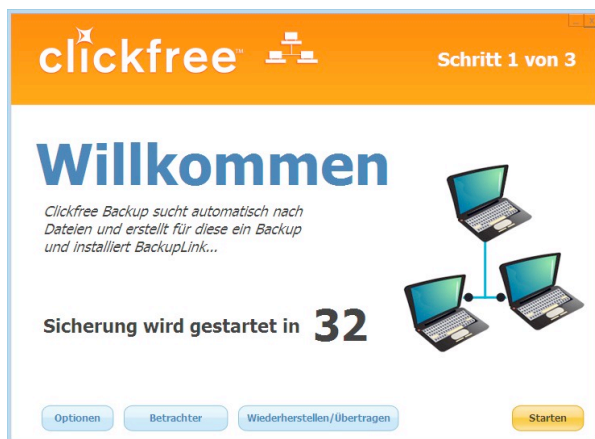 clickfree™
Schritt 1 von 3
Willkommen
Clickfree Backup sucht automatisch nach
Dateien und erstellt für diese ein Backup
und installiert BackupLink...
Sicherung wird gestartet in 32
Optionen
Betrachter
Wiederherstellen/Übertragen
Starten